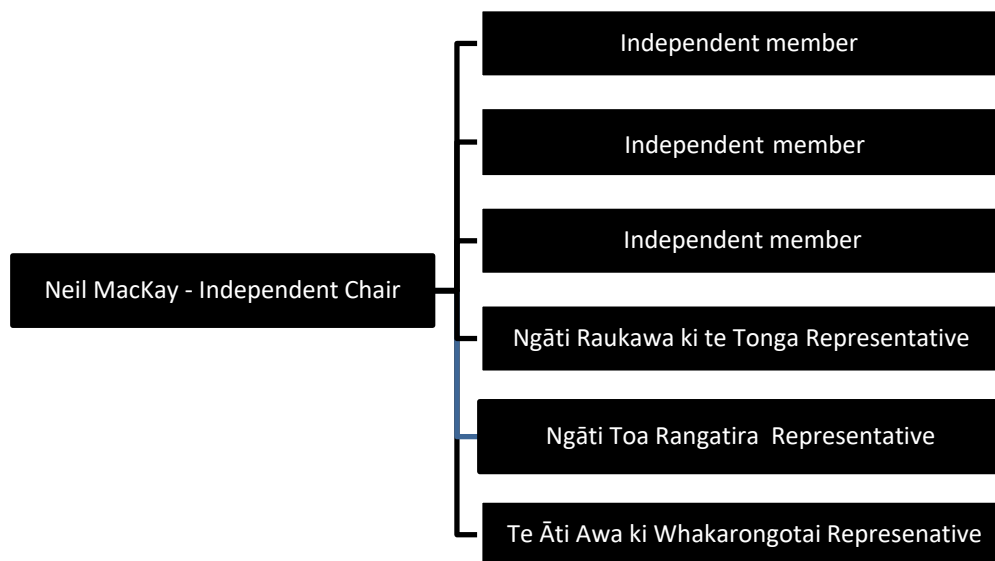 Independent member
Independent member
Independent member
Neil MacKay - Independent Chair
Ngāti Raukawa ki te Tonga Representative
Ngāti Toa Rangatira  Representative
Te Āti Awa ki Whakarongotai Represenative